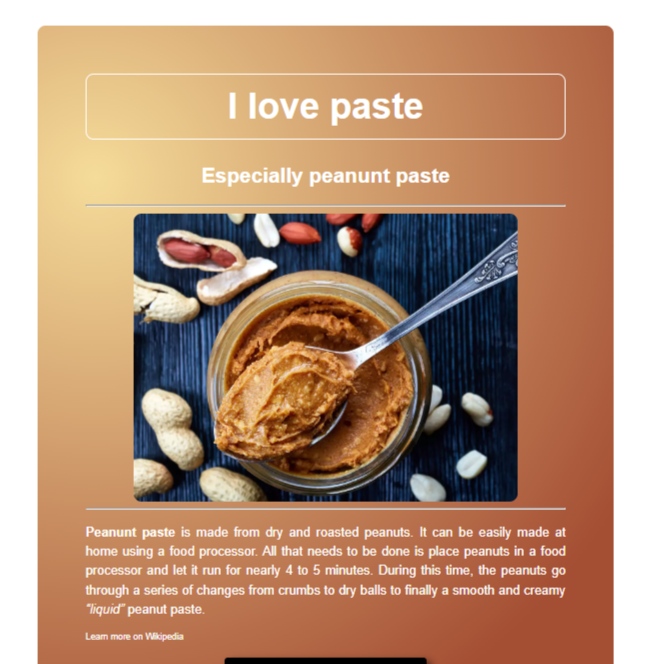 I love paste
Especially peanunt paste
Peanunt paste is made from dry and roasted peanuts. It can be easily made at
home using a food processor. All that needs to be done is place peanuts in a food
processor and let it run for nearly 4 to 5 minutes. During this time, the peanuts go
through a series of changes from crumbs to dry balls to finally a smooth and creamy
"liquid" peanut paste.
Learn more on Wikipedia